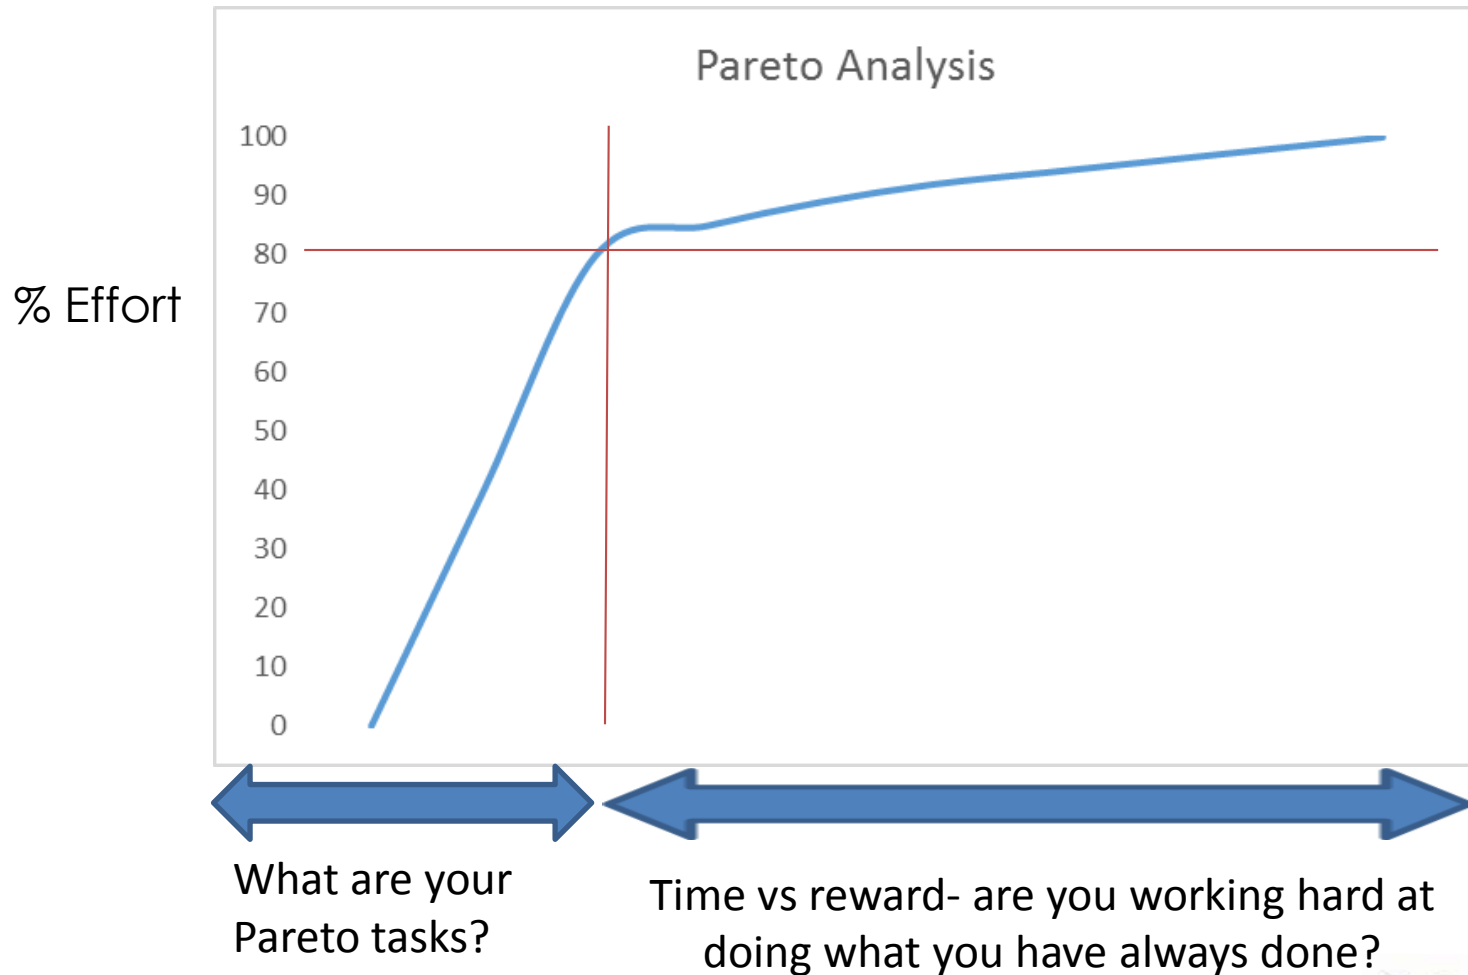 Pareto Analysis
100
90
80
70
60
50
40
30
20
10
0
% Effort
What are your
Pareto tasks?
Time vs reward- are you working hard at
doing what you have always done?